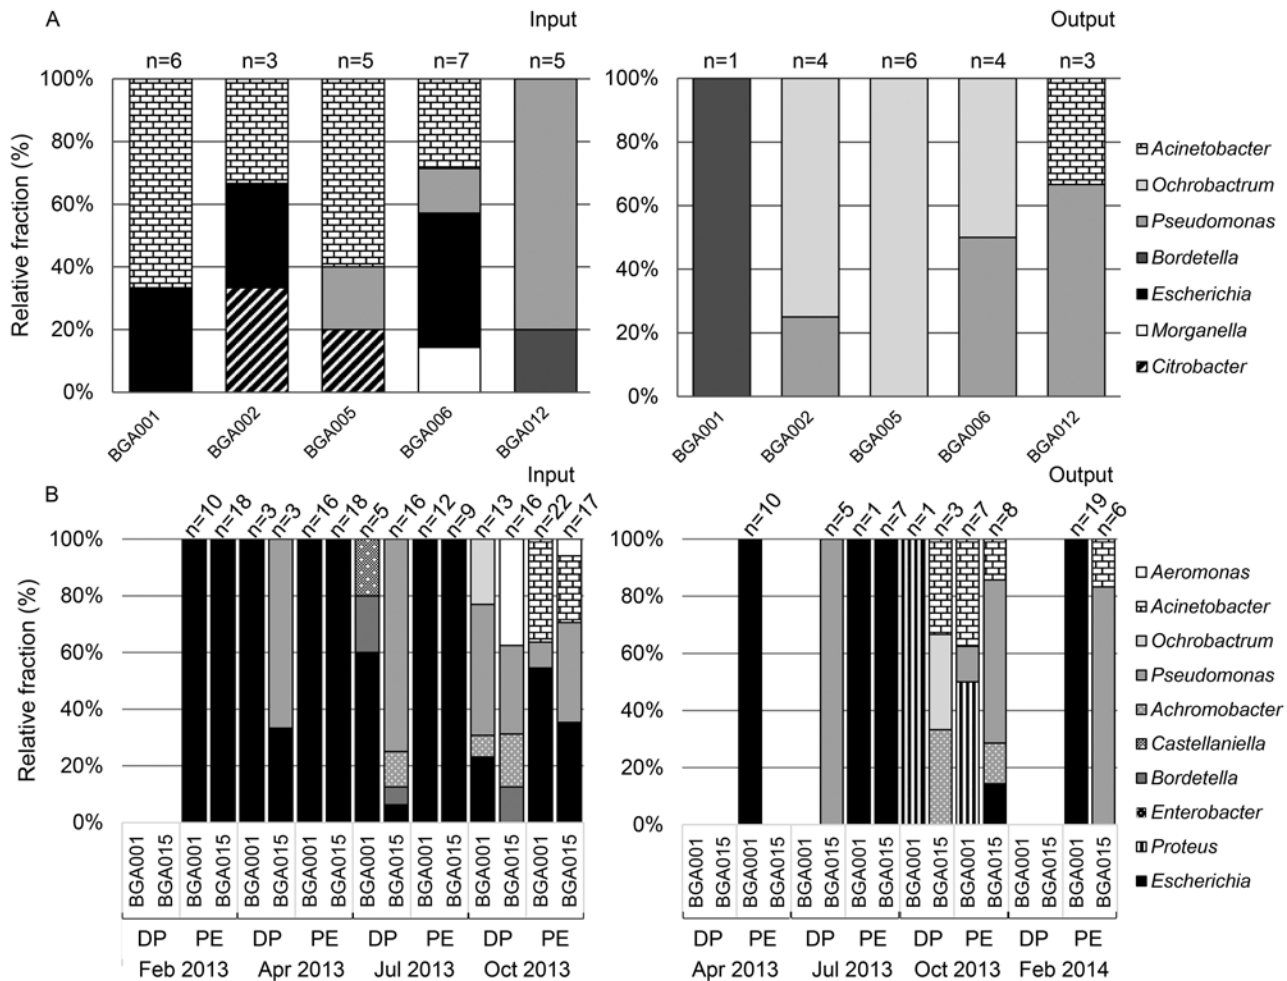 A
Input
n=6 n=3 n=5 n=7 n=5
Relative fraction (%)
100%
80%
60%
40%
20%
0%
BGA001 BGA002 BGA005 BGA006 BGA012
Output
n=1 n=4 n=6 n=4 n=3
100%
80%
60%
40%
20%
0%
BGA001 BGA002 BGA005 BGA006 BGA012
Acinetobacter
Ochrobactrum
Pseudomonas
Bordetella
Escherichia
Morganella
Citrobacter
B
Input
n=10 n=18 n=3 n=3 n=16 n=18 n=5 n=16 n=12 n=9 n=13 n=16 n=22 n=17
Relative fraction (%)
100%
80%
60%
40%
20%
0%
BGA001 BGA015 BGA001 BGA015 BGA001 BGA015 BGA001 BGA015 BGA001 BGA015 BGA001 BGA015 BGA001 BGA015 BGA001 BGA015
DP PE DP PE DP PE DP PE
Feb 2013 Apr 2013 Jul 2013 Oct 2013
Output
n=10 n=5 n=1 n=7 n=1 n=3 n=7 n=8 n=19 n=6
100%
80%
60%
40%
20%
0%
BGA001 BGA015 BGA001 BGA015 BGA001 BGA015 BGA001 BGA015 BGA001 BGA015 BGA001 BGA015 BGA001 BGA015 BGA001 BGA015
DP PE DP PE DP PE DP PE
Apr 2013 Jul 2013 Oct 2013 Feb 2014
Aeromonas
Acinetobacter
Ochrobactrum
Pseudomonas
Achromobacter
Castellaniella
Bordetella
Enterobacter
Proteus
Escherichia